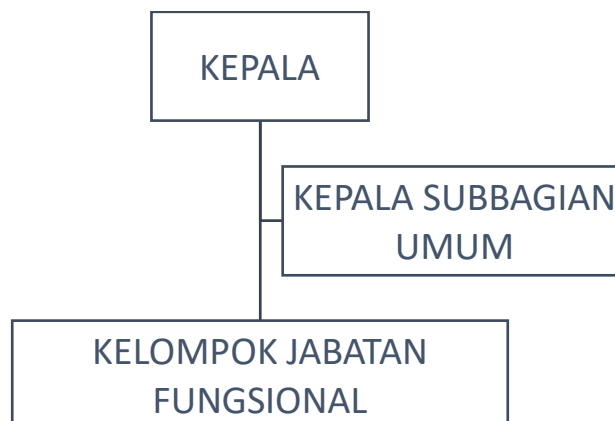 KEPALA
KEPALA SUBBAGIAN
UMUM
KELOMPOK JABATAN
FUNGSIONAL